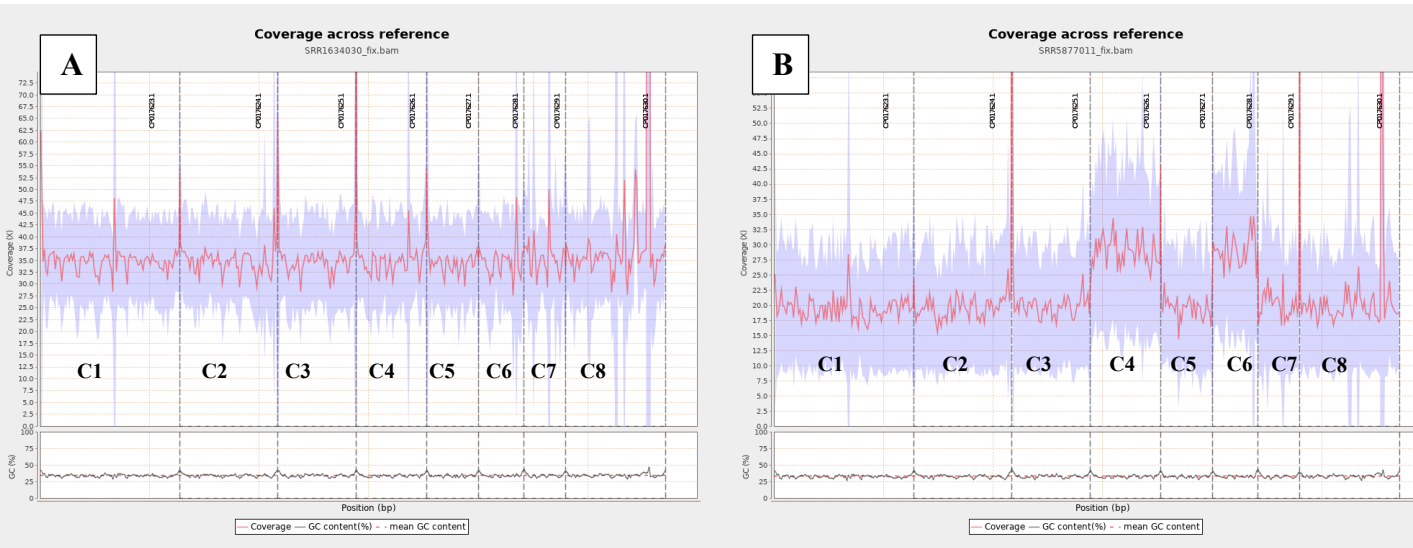 A
Coverage across reference
SRR1634030_fix.bam
72.5
70.0
67.5
65.0
62.5
60.0
57.5
55.0
52.5
50.0
47.5
45.0
42.5
40.0
37.5
35.0
32.5
30.0
27.5
25.0
22.5
20.0
17.5
15.0
12.5
10.0
7.5
5.0
2.5
0.0
Coverage (X)
CP017623.1
CP017624.1
CP017625.1
CP017626.1
CP017627.1
CP017628.1
CP017629.1
CP017630.1
C1 C2 C3 C4 C5 C6 C7 C8
100
75
50
25
0
GC (%)
Position (bp)
Coverage GC content(%) mean GC content
B
Coverage across reference
SRR5877011_fix.bam
52.5
50.0
47.5
45.0
42.5
40.0
37.5
35.0
32.5
30.0
27.5
25.0
22.5
20.0
17.5
15.0
12.5
10.0
7.5
5.0
2.5
0.0
Coverage (X)
CP017623.1
CP017624.1
CP017625.1
CP017626.1
CP017627.1
CP017628.1
CP017629.1
CP017630.1
C1 C2 C3 C4 C5 C6 C7 C8
100
75
50
25
0
GC (%)
Position (bp)
Coverage GC content(%) mean GC content